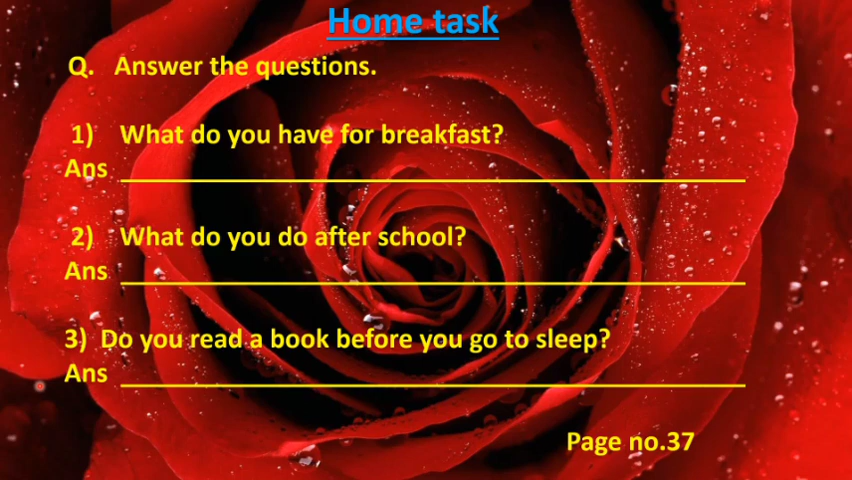 Home task
Q. Answer the questions.
1) What do you have for breakfast?
Ans
2) What do you do after school?
Ans
3) Do you read a book before you go to sleep?
Ans
Page no.37